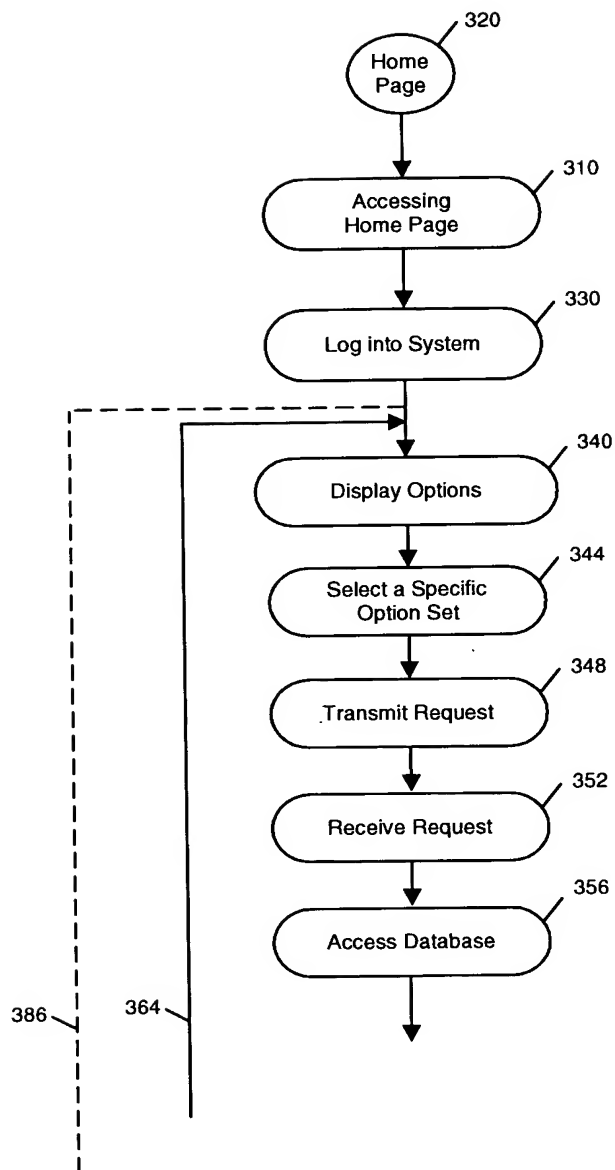 320
Home
Page
310
Accessing
Home Page
330
Log into System
340
Display Options
344
Select a Specific
Option Set
348
Transmit Request
352
Receive Request
356
Access Database
386
364